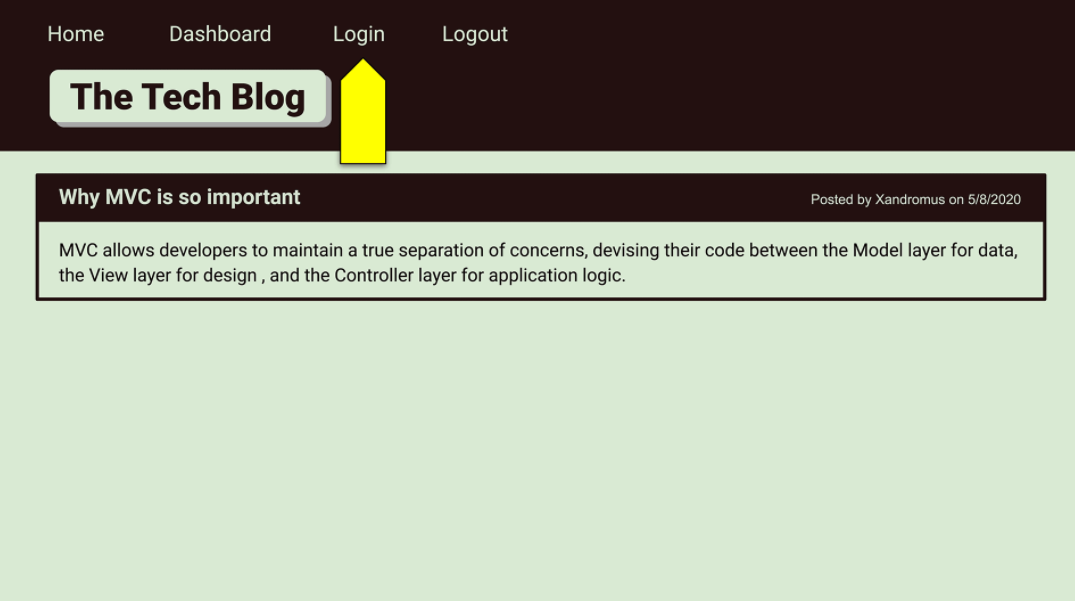 Home Dashboard Login Logout
The Tech Blog
Why MVC is so important Posted by Xandromus on 5/8/2020
MVC allows developers to maintain a true separation of concerns, devising their code between the Model layer for data,
the View layer for design , and the Controller layer for application logic.